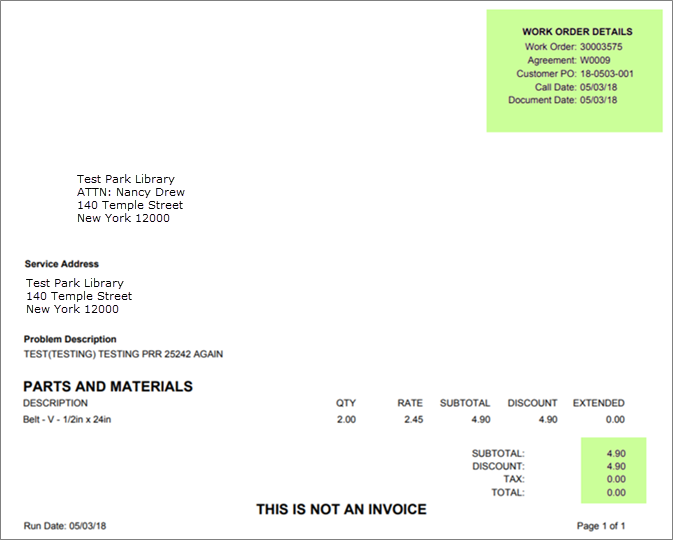 WORK ORDER DETAILS
Work Order: 30003575
Agreement: W0009
Customer PO: 18-0503-001
Call Date: 05/03/18
Document Date: 05/03/18
Test Park Library
ATTN: Nancy Drew
140 Temple Street
New York 12000
Service Address
Test Park Library
140 Temple Street
New York 12000
Problem Description
TEST(TESTING) TESTING PRR 25242 AGAIN
PARTS AND MATERIALS
DESCRIPTION QTY RATE SUBTOTAL DISCOUNT EXTENDED
Belt - V - 1/2in x 24in 2.00 2.45 4.90 4.90 0.00
SUBTOTAL: 4.90
DISCOUNT: 4.90
TAX: 0.00
TOTAL: 0.00
THIS IS NOT AN INVOICE
Run Date: 05/03/18 Page 1 of 1